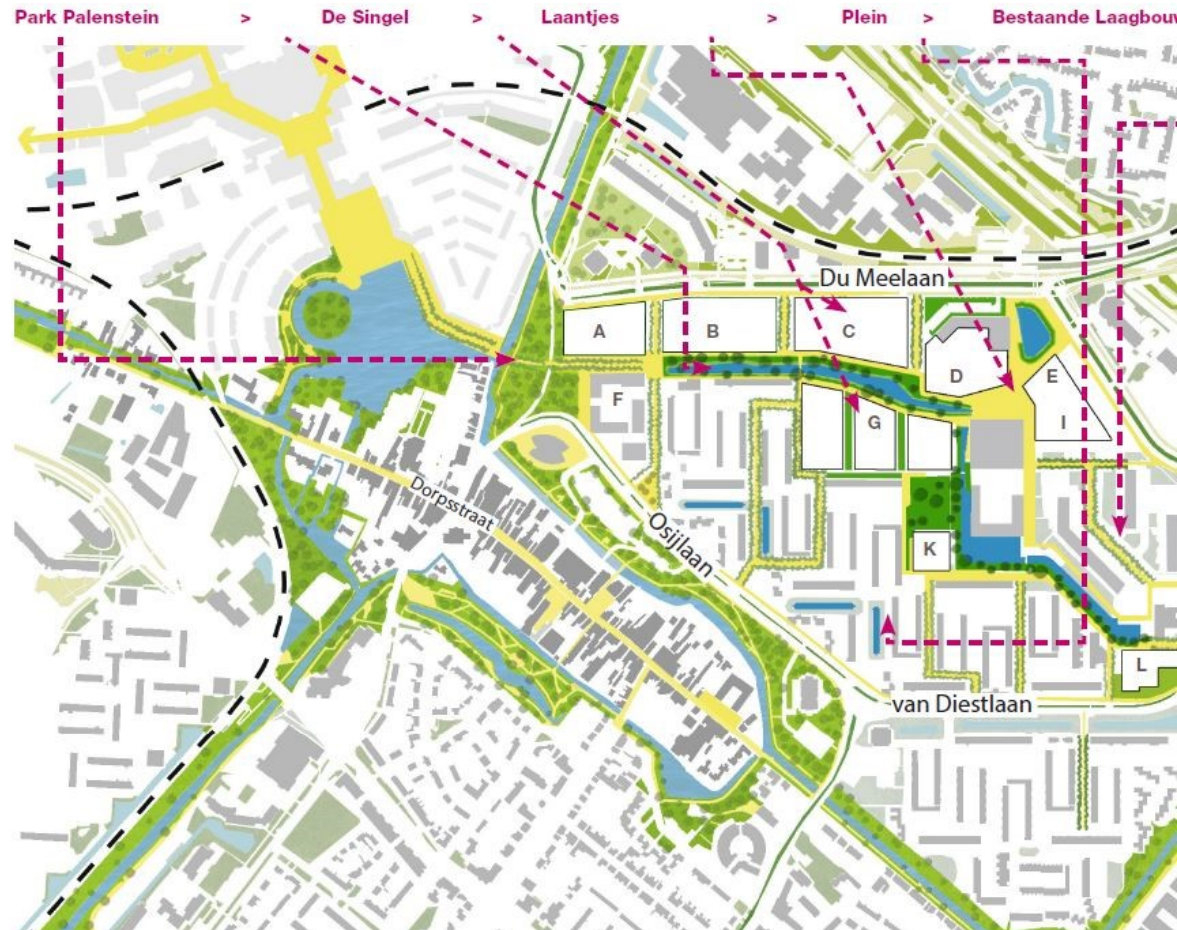 Park Palenstein > De Singel > Laantjes > Plein > Bestaande Laagbouw
Du Meelaan
A
B
C
D
E
F
G
I
Dorpsstraat
Osijlaan
K
L
van Diestlaan